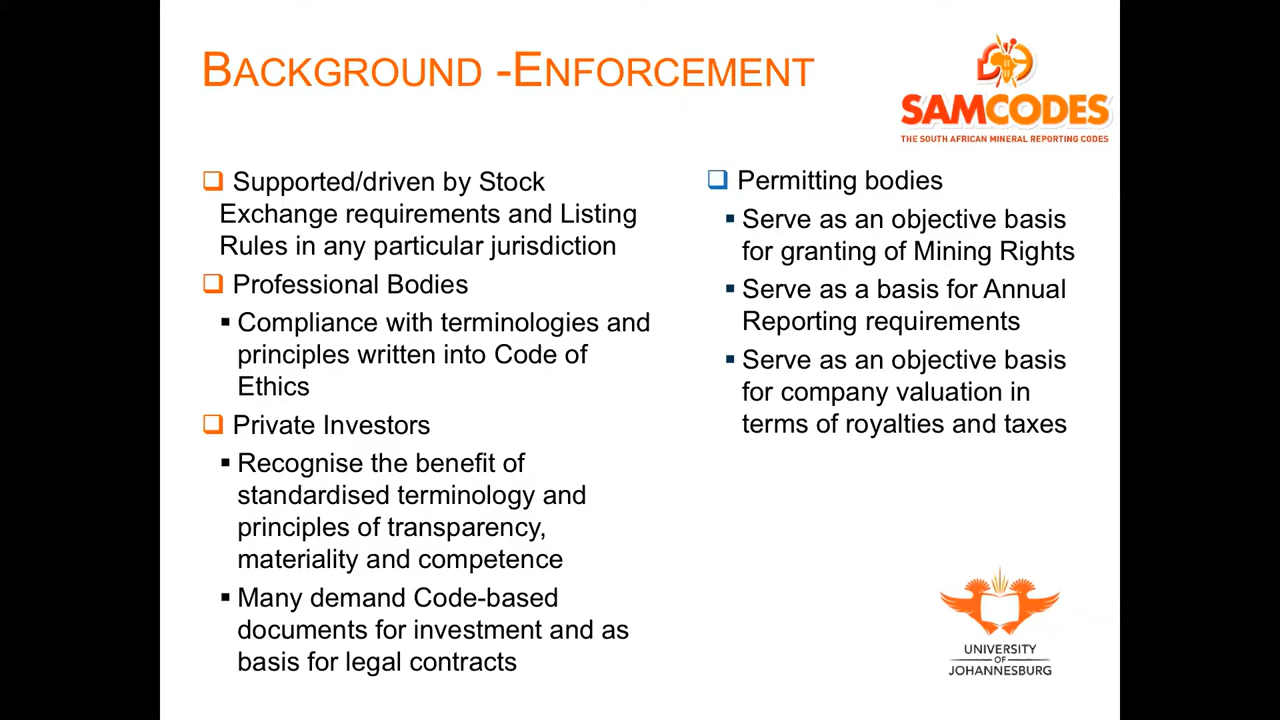 BACKGROUND -ENFORCEMENT
SAMCODES
THE SOUTH AFRICAN MINERAL REPORTING CODES
Supported/driven by Stock
Exchange requirements and Listing
Rules in any particular jurisdiction
Professional Bodies
Compliance with terminologies and
principles written into Code of
Ethics
Private Investors
Recognise the benefit of
standardised terminology and
principles of transparency,
materiality and competence
Many demand Code-based
documents for investment and as
basis for legal contracts
Permitting bodies
Serve as an objective basis
for granting of Mining Rights
Serve as a basis for Annual
Reporting requirements
Serve as an objective basis
for company valuation in
terms of royalties and taxes
UNIVERSITY
OF
JOHANNESBURG